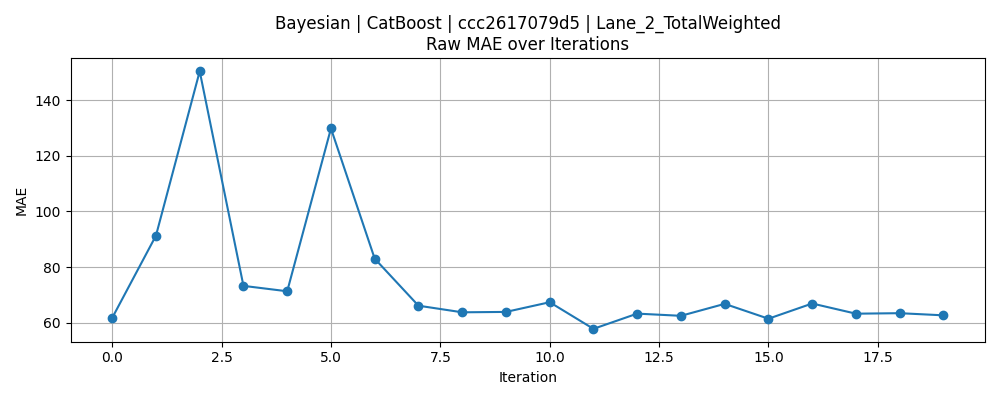 Bayesian | CatBoost | ccc2617079d5 | Lane_2_TotalWeighted
Raw MAE over Iterations
MAE
140
120
100
80
60
0.0 2.5 5.0 7.5 10.0 12.5 15.0 17.5
Iteration